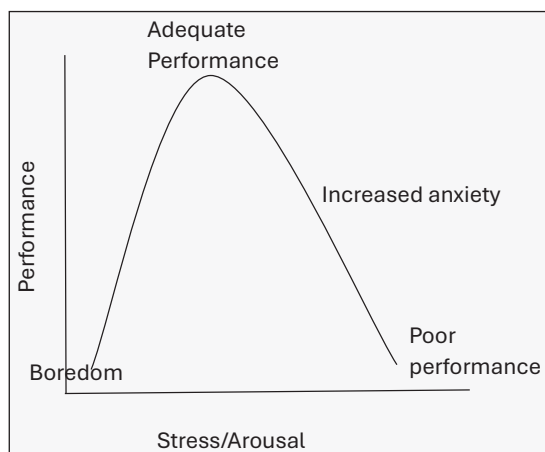 Adequate
Performance
Performance
Increased anxiety
Boredom
Poor
performance
Stress/Arousal